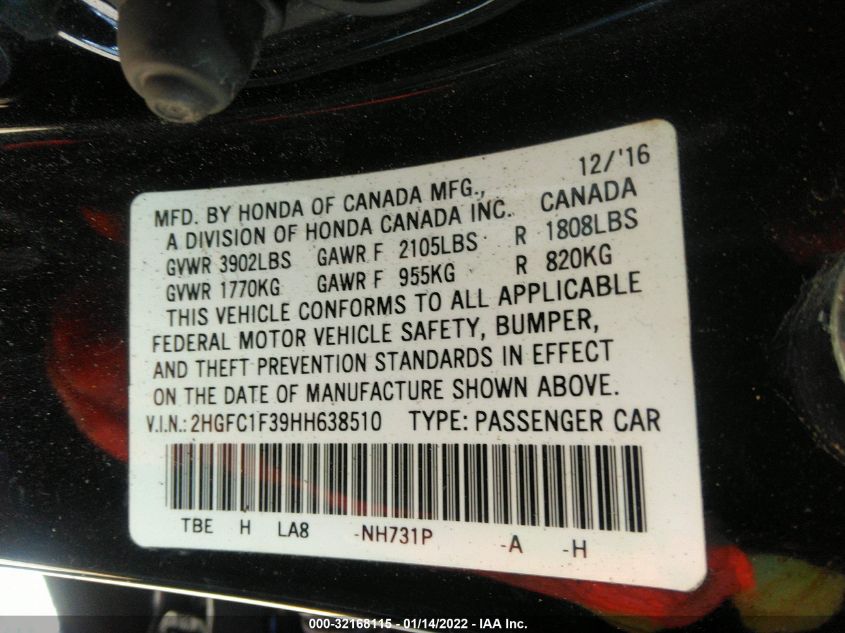 12/'16
MFD. BY HONDA OF CANADA MFG., CANADA
A DIVISION OF HONDA CANADA INC.
GVWR 3902LBS GAWR F 2105LBS R 1808LBS
GVWR 1770KG GAWR F 955KG R 820KG
THIS VEHICLE CONFORMS TO ALL APPLICABLE
FEDERAL MOTOR VEHICLE SAFETY, BUMPER,
AND THEFT PREVENTION STANDARDS IN EFFECT
ON THE DATE OF MANUFACTURE SHOWN ABOVE.
V.I.N.: 2HGFC1F39HH638510 TYPE: PASSENGER CAR
TBE H LA8 -NH731P -A -H
000-32168115 - 01/14/2022 - IAA Inc.